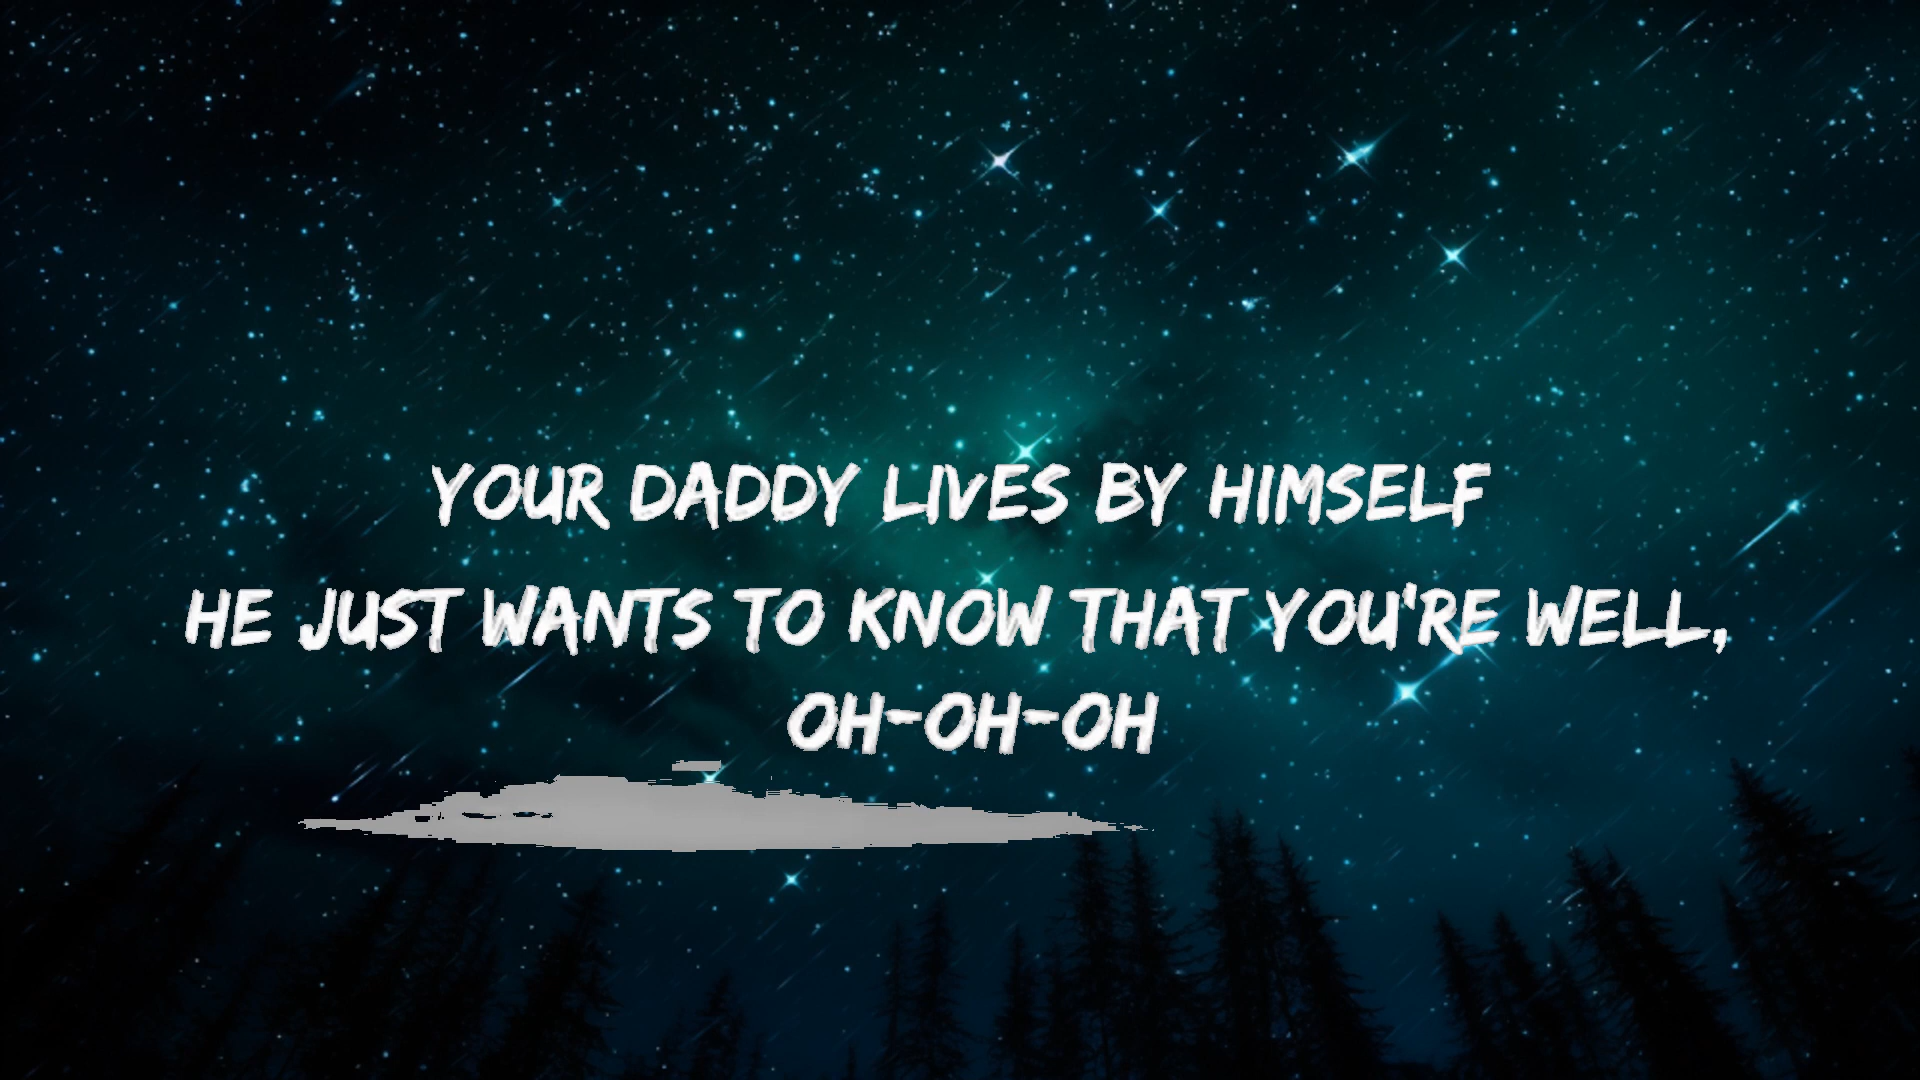 YOUR DADDY LIVES BY HIMSELF
HE JUST WANTS TO KNOW THAT YOU'RE WELL,
OH-OH-OH